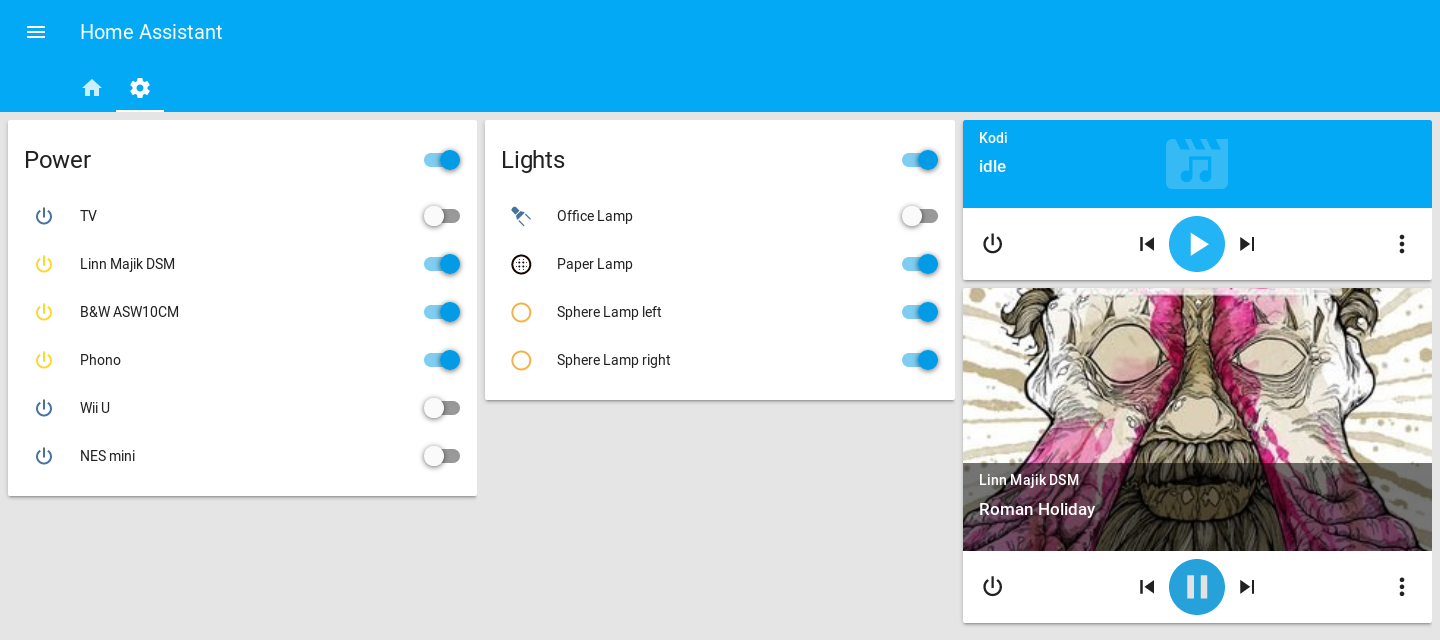 Home Assistant
Power
TV
Linn Majik DSM
B&W ASW10CM
Phono
Wii U
NES mini
Lights
Office Lamp
Paper Lamp
Sphere Lamp left
Sphere Lamp right
Kodi
idle
Linn Majik DSM
Roman Holiday